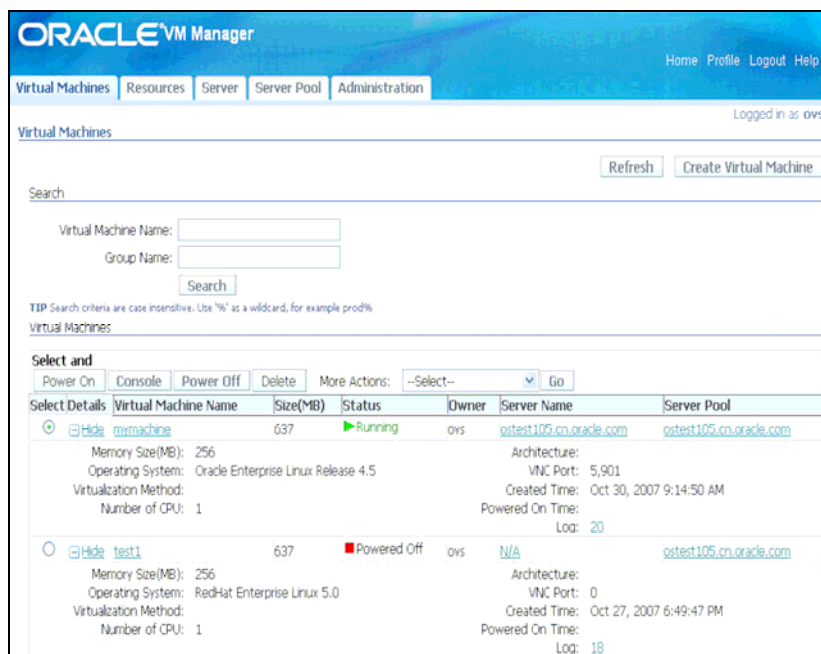 ORACLE VM Manager
Home Profile Logout Help
Virtual Machines Resources Server Server Pool Administration
Logged in as ovs
Virtual Machines
Refresh Create Virtual Machine
Search
Virtual Machine Name:
Group Name:
Search
TIP Search criteria are case insensitive. Use '%' as a wildcard, for example prod%
Virtual Machines
Select and
Power On Console Power Off Delete More Actions: --Select-- Go
Select Details Virtual Machine Name Size(MB) Status Owner Server Name Server Pool
Hide mymachine 637 Running ovs ostest105.cn.oracle.com ostest105.cn.oracle.com
Memory Size(MB): 256 Architecture:
Operating System: Oracle Enterprise Linux Release 4.5 VNC Port: 5,901
Virtualization Method: Created Time: Oct 30, 2007 9:14:50 AM
Number of CPU: 1 Powered On Time:
Log: 20
Hide test1 637 Powered Off ovs N/A ostest105.cn.oracle.com
Memory Size(MB): 256 Architecture:
Operating System: RedHat Enterprise Linux 5.0 VNC Port: 0
Virtualization Method: Created Time: Oct 27, 2007 6:49:47 PM
Number of CPU: 1 Powered On Time:
Log: 18